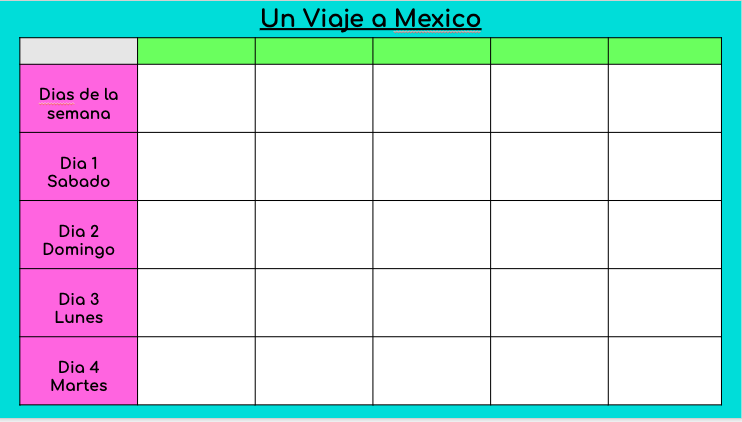 Un Viaje a Mexico
Dias de la
semana
Dia 1
Sabado
Dia 2
Domingo
Dia 3
Lunes
Dia 4
Martes